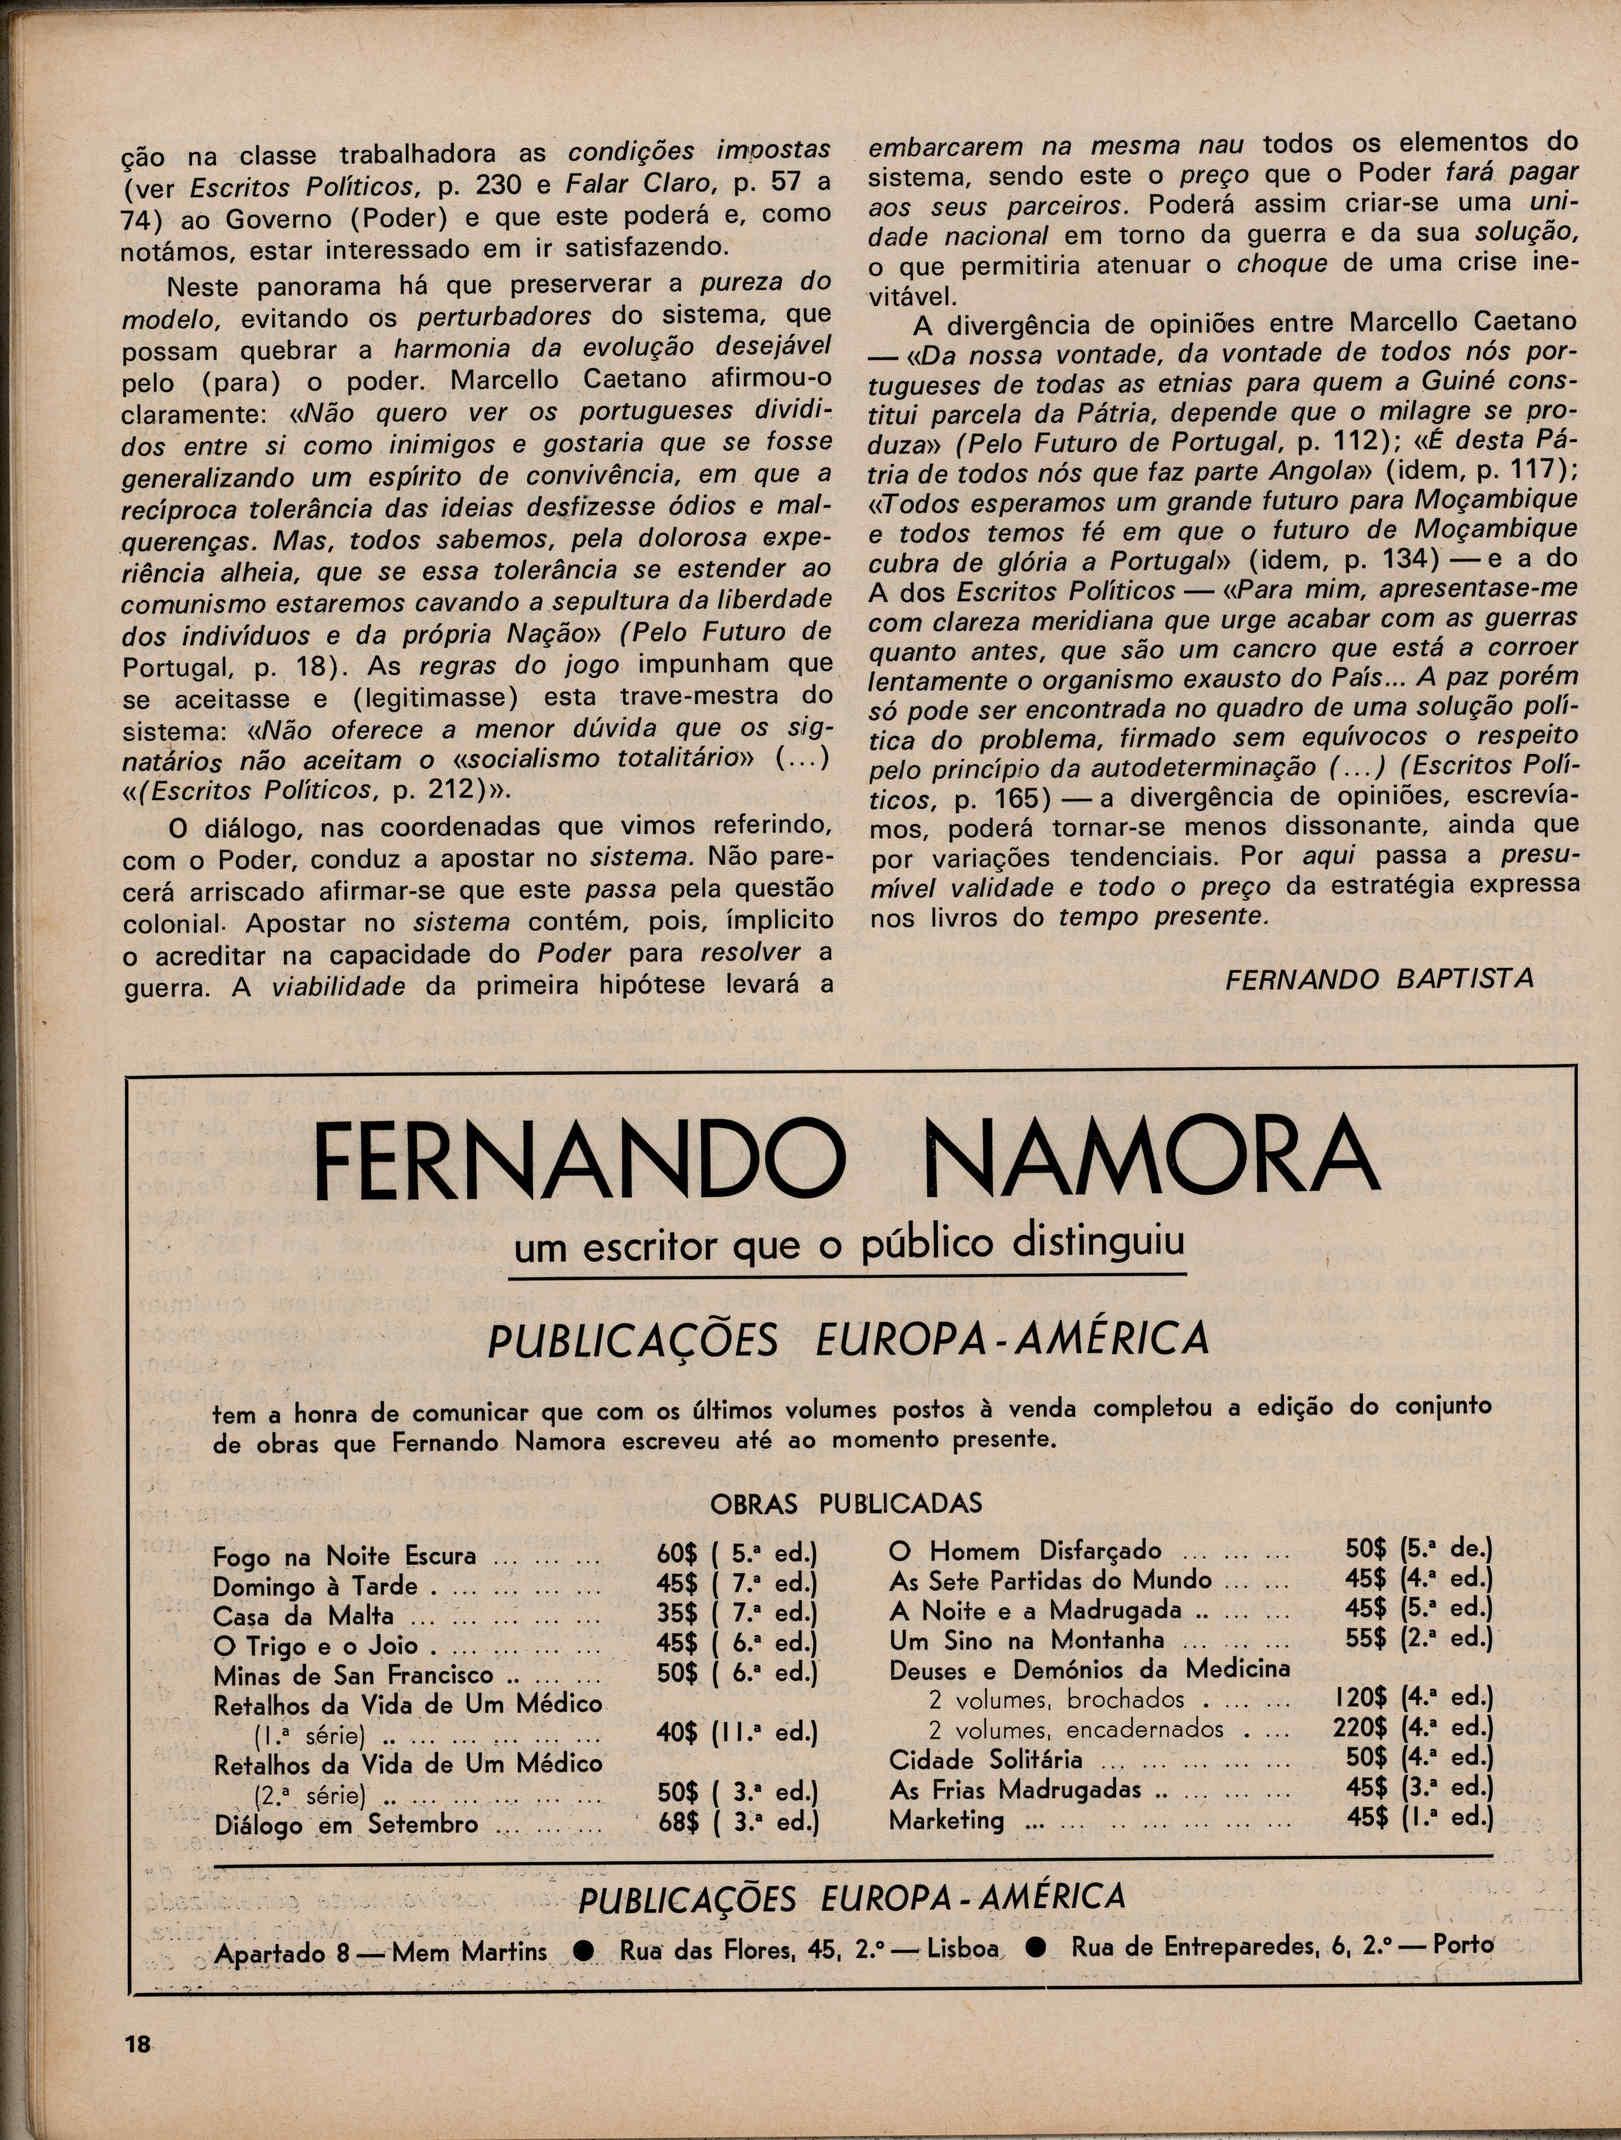 ção na classe trabalhadora as condições impostas
(ver Escritos Políticos, p. 230 e Falar Claro, p. 57 a
74) ao Governo (Poder) e que este poderá e, como
notámos, estar interessado em ir satisfazendo.
Neste panorama há que preserverar a pureza do
modelo, evitando os perturbadores do sistema, que
possam quebrar a harmonia da evolução desejável
pelo (para) o poder. Marcello Caetano afirmou-o
claramente: «Não quero ver os portugueses dividi-
dos entre si como inimigos e gostaria que se fosse
generalizando um espírito de convivência, em que a
recíproca tolerância das ideias desfizesse ódios e mal-
querenças. Mas, todos sabemos, pela dolorosa expe-
riência alheia, que se essa tolerância se estender ao
comunismo estaremos cavando a sepultura da liberdade
dos indivíduos e da própria Nação» (Pelo Futuro de
Portugal, p. 18). As regras do jogo impunham que
se aceitasse e (legitimasse) esta trave-mestra do
sistema: «Não oferece a menor dúvida que os sig-
natários não aceitam o «socialismo totalitário» (...)
«(Escritos Políticos, p. 212)».
O diálogo, nas coordenadas que vimos referindo,
com o Poder, conduz a apostar no sistema. Não pare-
cerá arriscado afirmar-se que este passa pela questão
colonial. Apostar no sistema contém, pois, ímplicito
o acreditar na capacidade do Poder para resolver a
guerra. A viabilidade da primeira hipótese levará a
embarcarem na mesma nau todos os elementos do
sistema, sendo este o preço que o Poder fará pagar
aos seus parceiros. Poderá assim criar-se uma uni-
dade nacional em torno da guerra e da sua solução,
o que permitiria atenuar o choque de uma crise ine-
vitável.
A divergência de opiniões entre Marcello Caetano
— «Da nossa vontade, da vontade de todos nós por-
tugueses de todas as etnias para quem a Guiné cons-
titui parcela da Pátria, depende que o milagre se pro-
duza» (Pelo Futuro de Portugal, p. 112); «É desta Pá-
tria de todos nós que faz parte Angola» (idem, p. 117);
«Todos esperamos um grande futuro para Moçambique
e todos temos fé em que o futuro de Moçambique
cubra de glória a Portugal» (idem, p. 134) — e a do
A dos Escritos Políticos — «Para mim, apresentase-me
com clareza meridiana que urge acabar com as guerras
quanto antes, que são um cancro que está a corroer
lentamente o organismo exausto do País... A paz porém
só pode ser encontrada no quadro de uma solução polí-
tica do problema, firmado sem equívocos o respeito
pelo princípio da autodeterminação (...) (Escritos Polí-
ticos, p. 165) — a divergência de opiniões, escrevía-
mos, poderá tornar-se menos dissonante, ainda que
por variações tendenciais. Por aqui passa a presu-
mível validade e todo o preço da estratégia expressa
nos livros do tempo presente.
FERNANDO BAPTISTA
FERNANDO NAMORA
um escritor que o público distinguiu
PUBLICAÇÕES EUROPA-AMÉRICA
tem a honra de comunicar que com os últimos volumes postos à venda completou a edição do conjunto
de obras que Fernando Namora escreveu até ao momento presente.
OBRAS PUBLICADAS
Fogo na Noite Escura ... ... ... 60$ ( 5.ª ed.)
Domingo à Tarde . ... ... ... ... 45$ ( 7.ª ed.)
Casa da Malta ... ... ... ... ... 35$ ( 7.ª ed.)
O Trigo e o Joio . ... ... ... ... 45$ ( 6.ª ed.)
Minas de San Francisco .. ... ... 50$ ( 6.ª ed.)
Retalhos da Vida de Um Médico
(1.ª série) .. ... ... ... ... ... 40$ (11.ª ed.)
Retalhos da Vida de Um Médico
(2.ª série) .. ... ... ... ... ... 50$ ( 3.ª ed.)
Diálogo em Setembro ... ... ... 68$ ( 3.ª ed.)
O Homem Disfarçado ... ... ... 50$ (5.ª de.)
As Sete Partidas do Mundo ... ... 45$ (4.ª ed.)
A Noite e a Madrugada .. ... ... 45$ (5.ª ed.)
Um Sino na Montanha ... ... ... 55$ (2.ª ed.)
Deuses e Demónios da Medicina
2 volumes, brochados . ... ... 120$ (4.ª ed.)
2 volumes, encadernados . ... 220$ (4.ª ed.)
Cidade Solitária ... ... ... ... ... 50$ (4.ª ed.)
As Frias Madrugadas .. ... ... ... 45$ (3.ª ed.)
Marketing ... ... .. ... ... ... ... 45$ (1.ª ed.)
PUBLICAÇÕES EUROPA-AMÉRICA
Apartado 8 — Mem Martins ● Rua das Flores, 45, 2.º — Lisboa ● Rua de Entreparedes, 6, 2.º — Porto
18